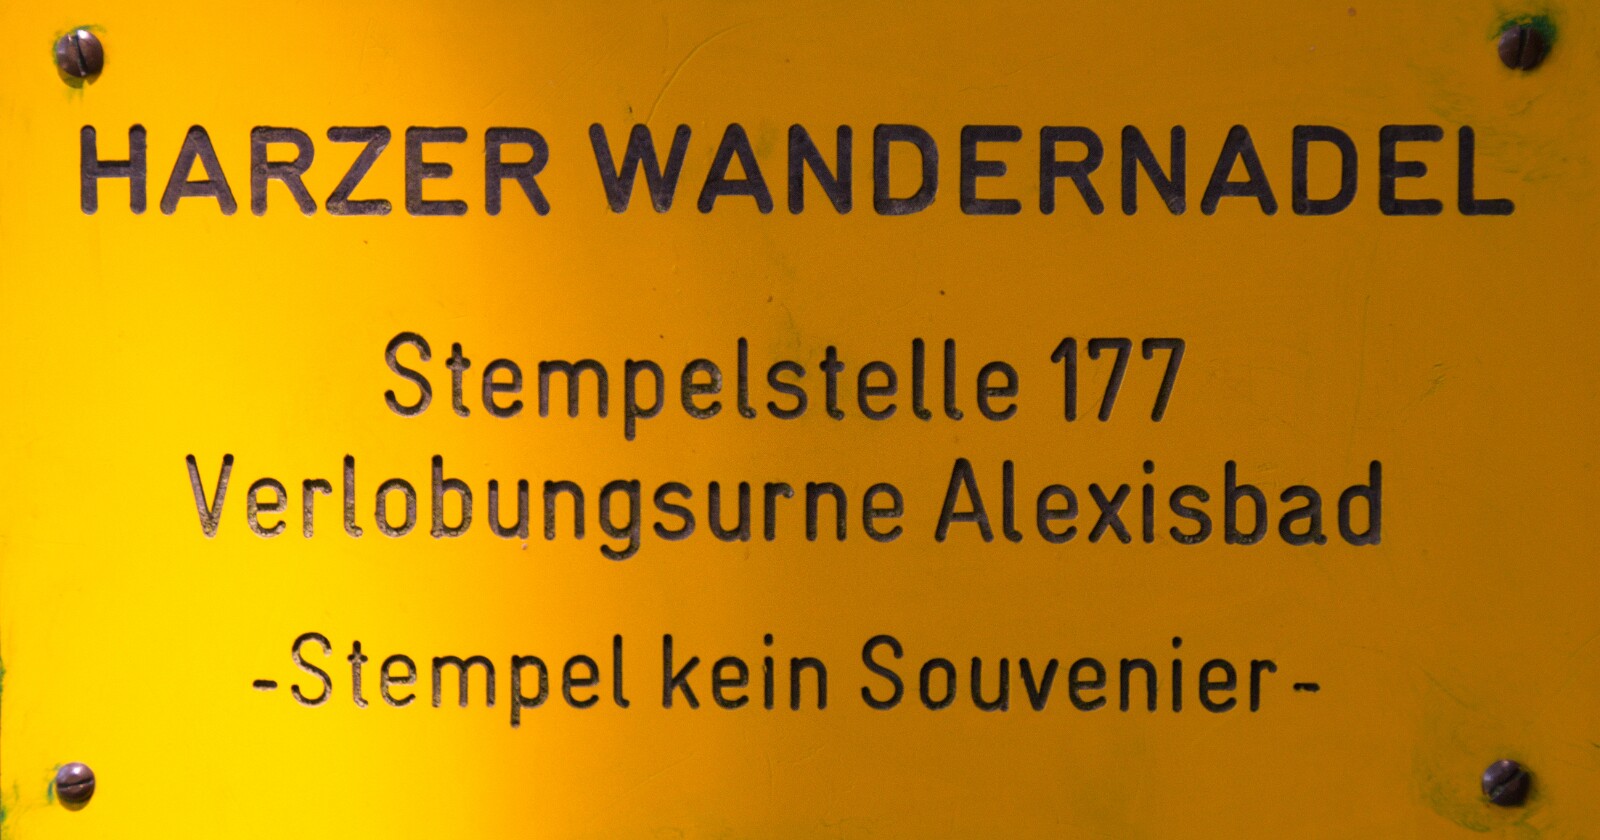 HARZER WANDERNADEL
Stempelstelle 177
Verlobungsurne Alexisbad
-Stempel kein Souvenier-